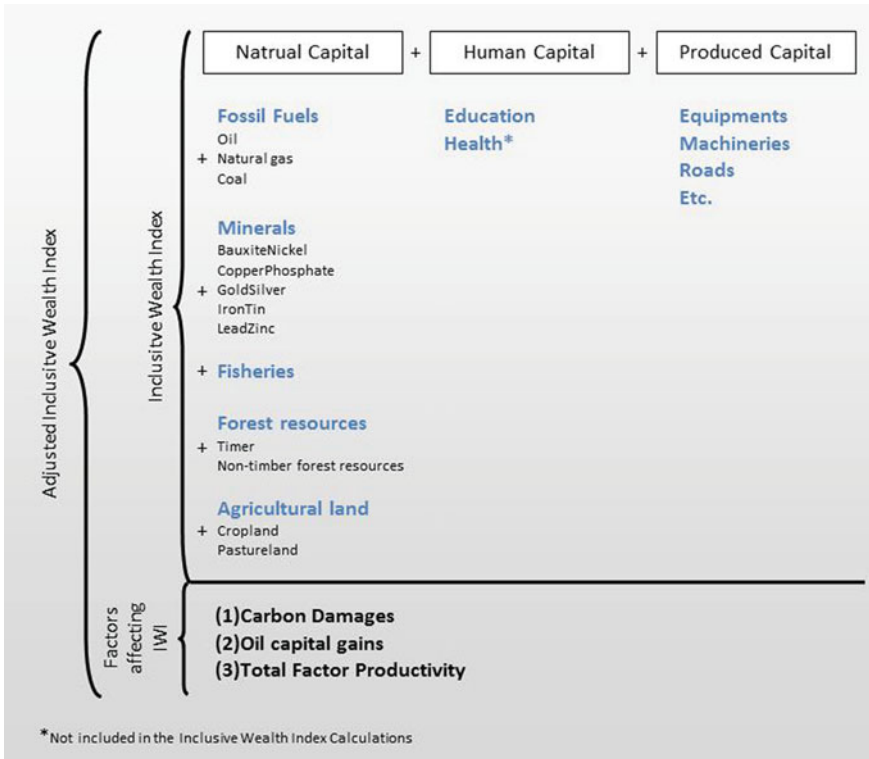 Natrual Capital + Human Capital + Produced Capital
Fossil Fuels
Oil
+ Natural gas
Coal
Education
Health*
Equipments
Machineries
Roads
Etc.
Minerals
BauxiteNickel
CopperPhosphate
+ GoldSilver
IronTin
LeadZinc
+ Fisheries
Forest resources
+ Timer
Non-timber forest resources
Agricultural land
+ Cropland
Pastureland
Adjusted Inclusitve Wealth Index
Inclusitve Wealth Index
Factors
affecting
IWI
(1)Carbon Damages
(2)Oil capital gains
(3)Total Factor Productivity
*Not included in the Inclusive Wealth Index Calculations